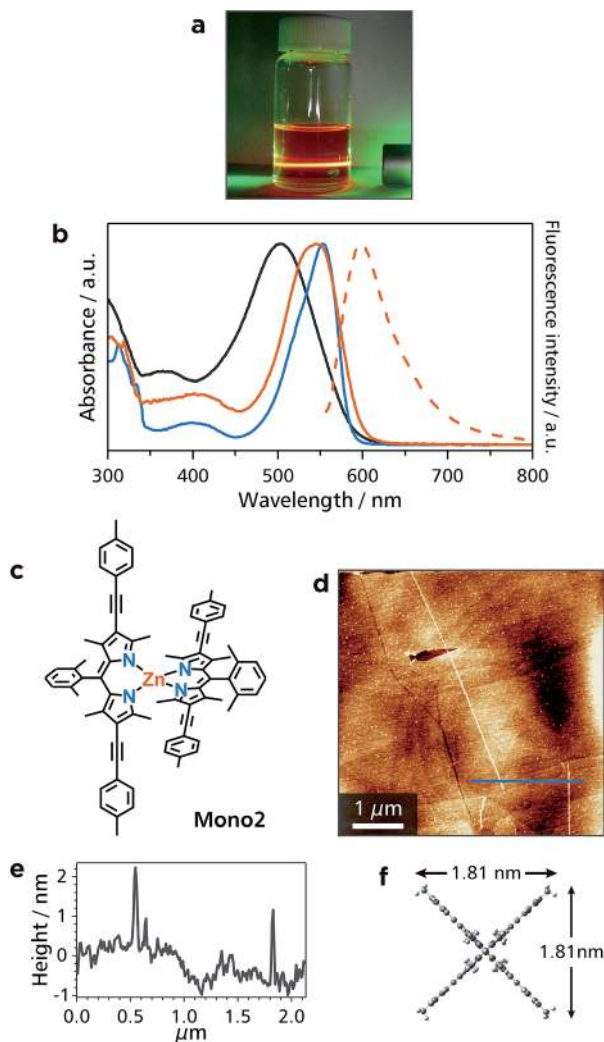 a
b
Absorbance / a.u.
Fluorescence intensity / a.u.
300 400 500 600 700 800
Wavelength / nm
c
N
N
Zn
N
N
Mono2
d
1 µm
e
Height / nm
2
1
0
-1
0.0 0.5 1.0 1.5 2.0
µm
f
1.81 nm
1.81nm